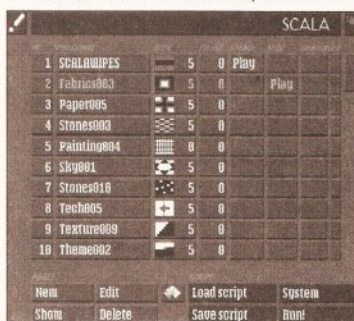 SCALA
1 SCALAWIPES 5 0 Play
2 Fabrics003 5 0 Play
3 Paper005 5 0
4 Stones003 5 0
5 Painting004 0 0
6 Sky001 5 0
7 Stones010 5 0
8 Tech005 5 0
9 Texture009 5 0
10 Theme002 5 0
New Edit Load script System
Show Delete Save script Run!